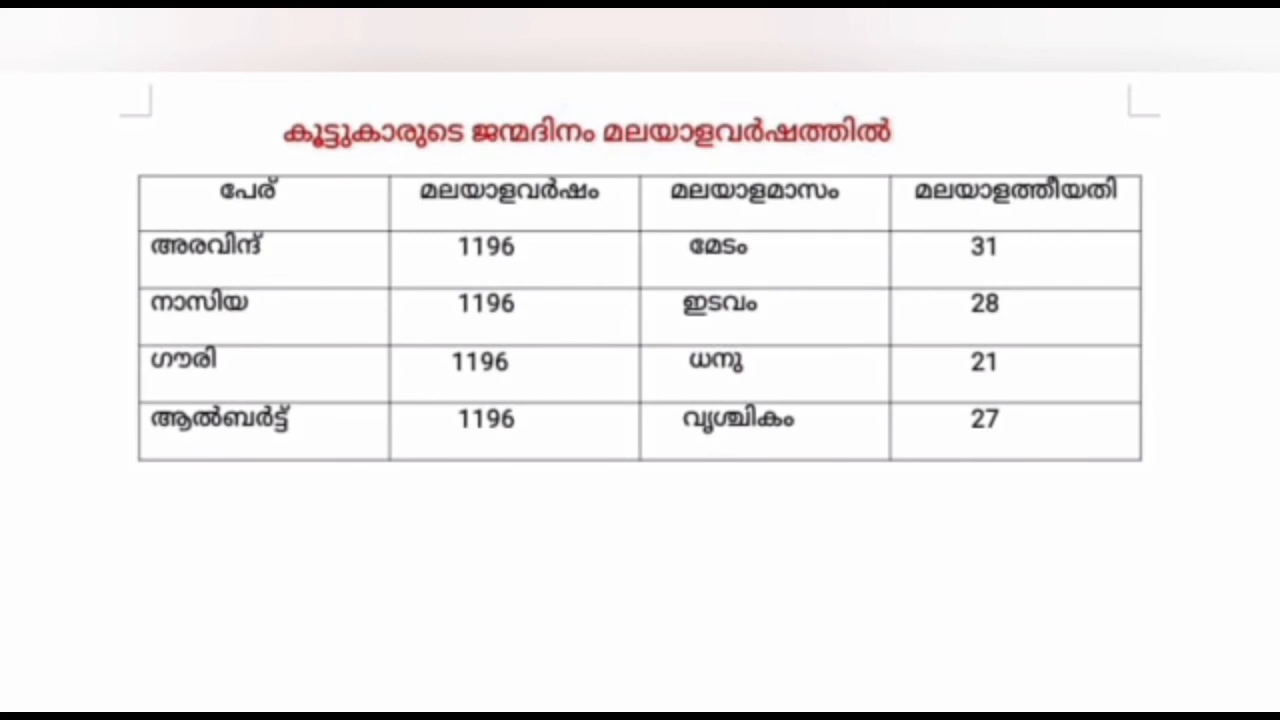 കൂട്ടുകാരുടെ ജന്മദിനം മലയാളവർഷത്തിൽ
പേര് മലയാളവർഷം മലയാളമാസം മലയാളത്തീയതി
അരവിന്ദ് 1196 മേടം 31
നാസിയ 1196 ഇടവം 28
ഗൗരി 1196 ധനു 21
ആൽബർട്ട് 1196 വൃശ്ചികം 27